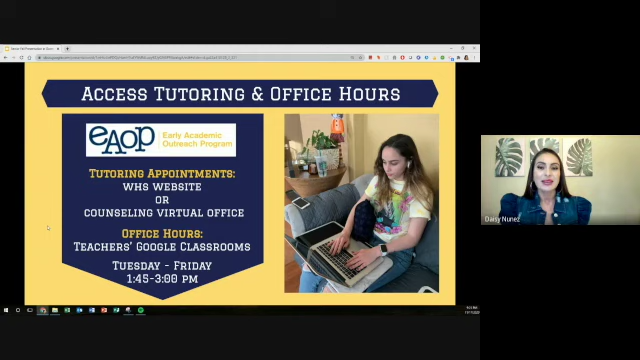 Access Tutoring & Office Hours
eAop
Early Academic
Outreach Program
Tutoring Appointments:
WHS Website
or
Counseling Virtual Office
Office Hours:
Teachers' Google Classrooms
Tuesday - Friday
1:45-3:00 PM
Daisy Nunez